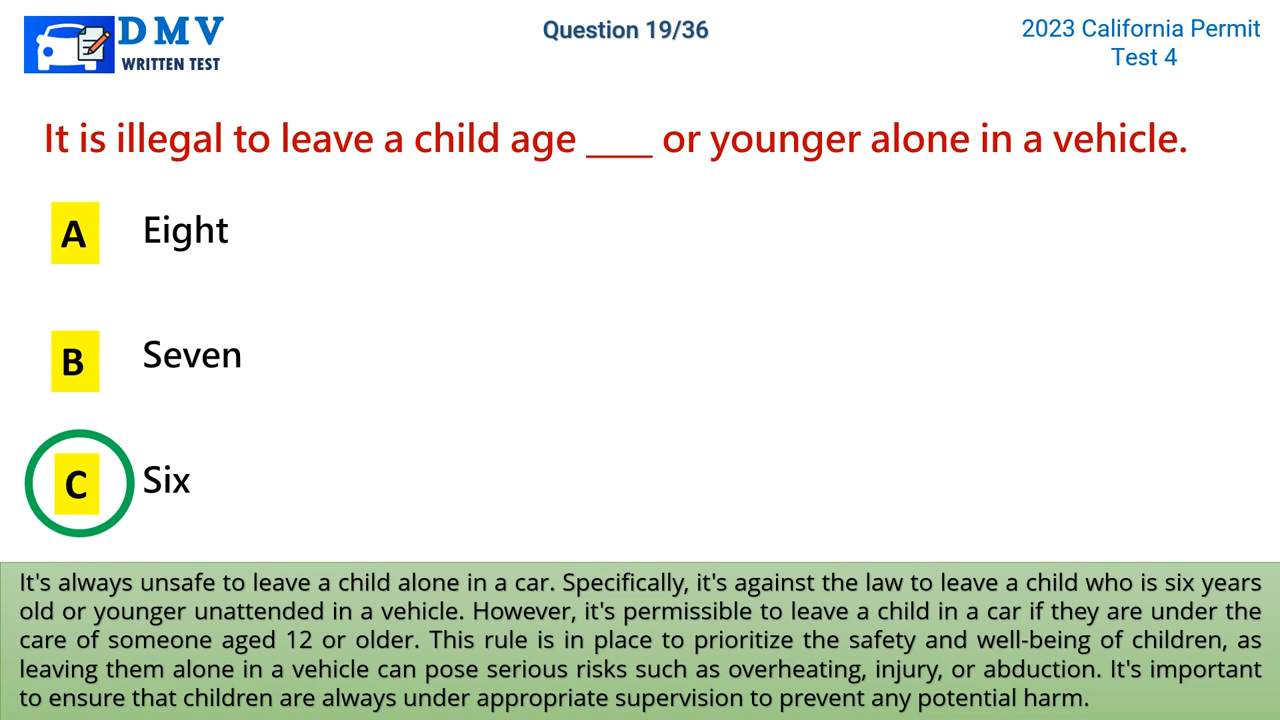 DMV
WRITTEN TEST
Question 19/36
2023 California Permit
Test 4
It is illegal to leave a child age ____ or younger alone in a vehicle.
A Eight
B Seven
C Six
It's always unsafe to leave a child alone in a car. Specifically, it's against the law to leave a child who is six years
old or younger unattended in a vehicle. However, it's permissible to leave a child in a car if they are under the
care of someone aged 12 or older. This rule is in place to prioritize the safety and well-being of children, as
leaving them alone in a vehicle can pose serious risks such as overheating, injury, or abduction. It's important
to ensure that children are always under appropriate supervision to prevent any potential harm.